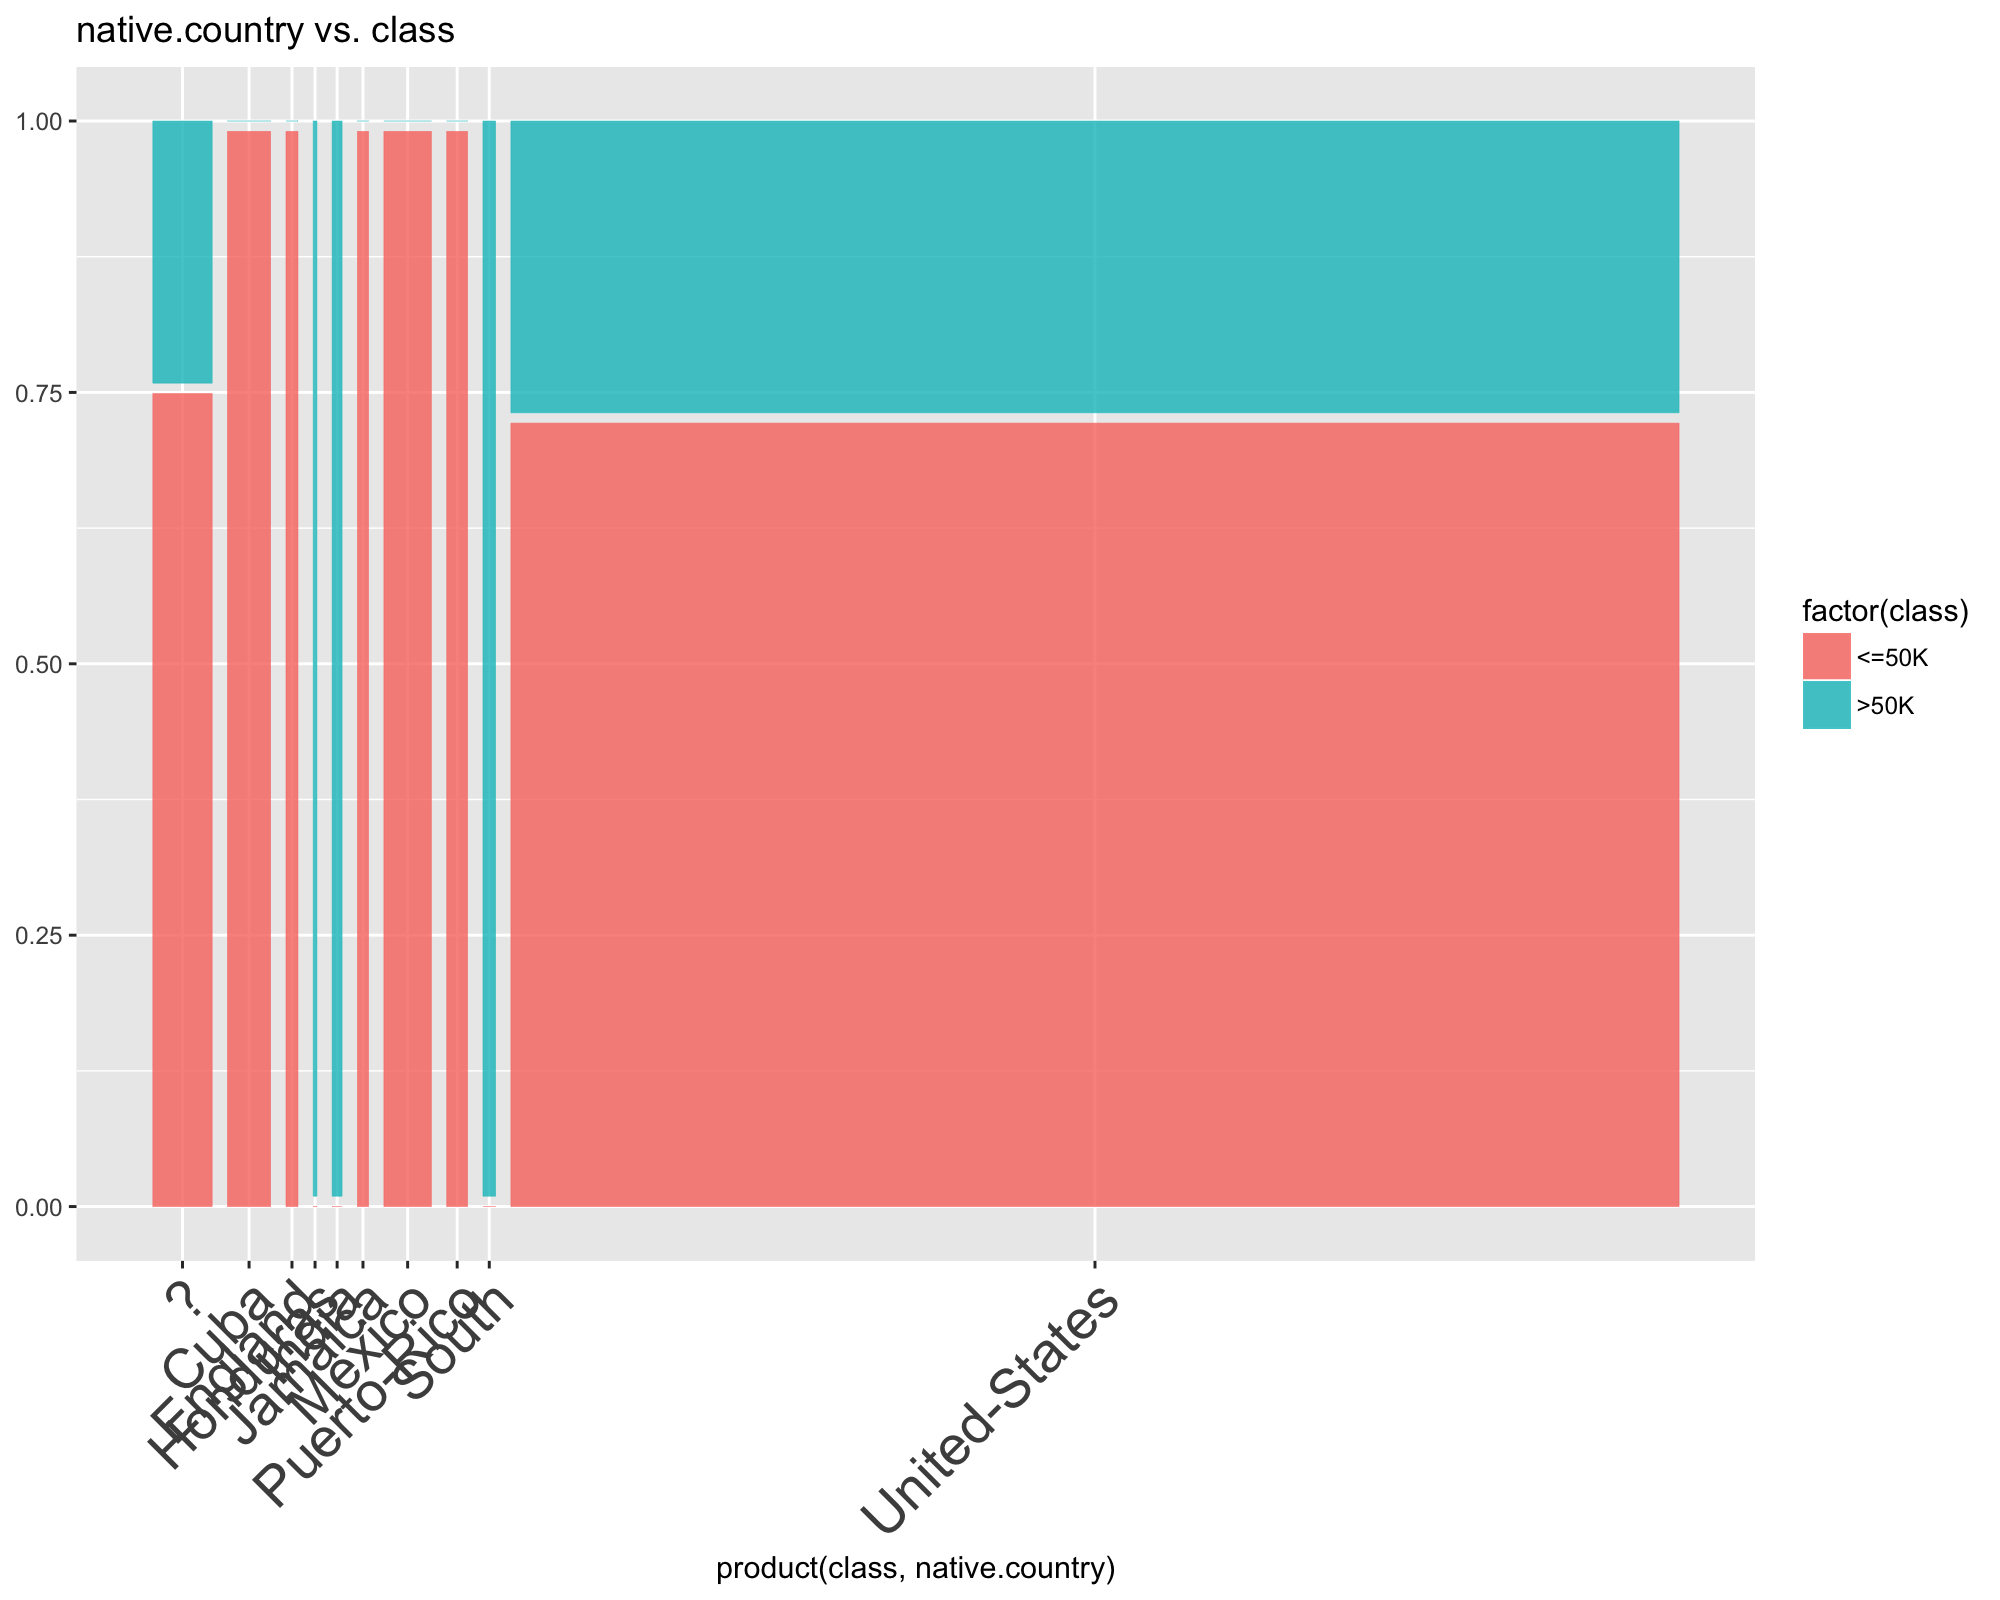 native.country vs. class
1.00
0.75
0.50
0.25
0.00
?
Cuba
England
Honduras
Jamaica
Mexico
Puerto-Rico
South
United-States
product(class, native.country)
factor(class)
<=50K
>50K